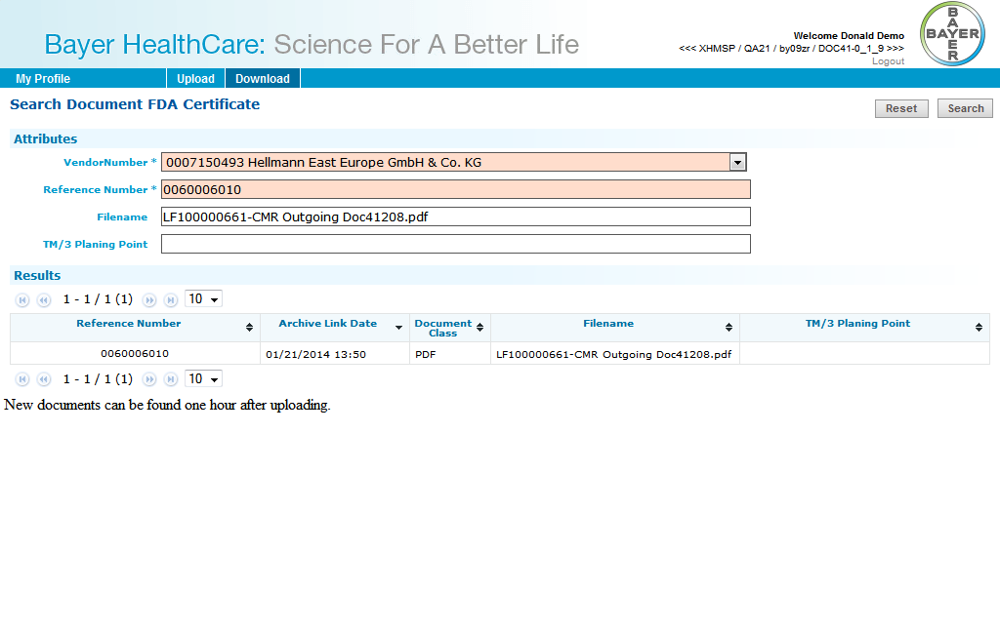 Bayer HealthCare: Science For A Better Life
Welcome Donald Demo
<<< XHMSP / QA21 / by09zr / DOC41-0_1_9 >>>
Logout
BAYER
BAYER
My Profile Upload Download
Search Document FDA Certificate
Reset Search
Attributes
VendorNumber * 0007150493 Hellmann East Europe GmbH & Co. KG
Reference Number * 0060006010
Filename LF100000661-CMR Outgoing Doc41208.pdf
TM/3 Planing Point
Results
1 - 1 / 1 (1) 10
Reference Number Archive Link Date Document Class Filename TM/3 Planing Point
0060006010 01/21/2014 13:50 PDF LF100000661-CMR Outgoing Doc41208.pdf
1 - 1 / 1 (1) 10
New documents can be found one hour after uploading.